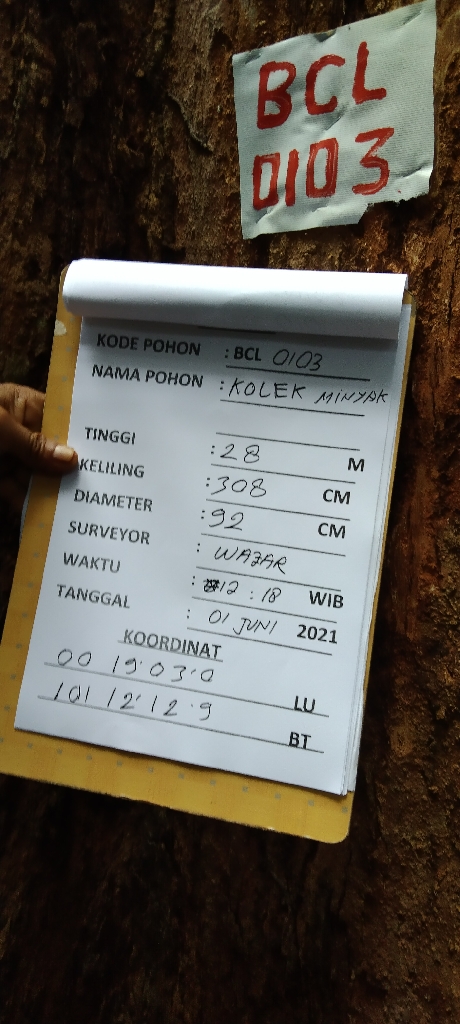 BCL
0103
KODE POHON : BCL 0103
NAMA POHON : KOLEK MINYAK
TINGGI : 28 M
KELILING : 308 CM
DIAMETER : 92 CM
SURVEYOR : WAZAR
WAKTU : 12 : 18 WIB
TANGGAL : 01 JUNI 2021
KOORDINAT
00 19' 03.0 LU
101 12' 12.9 BT